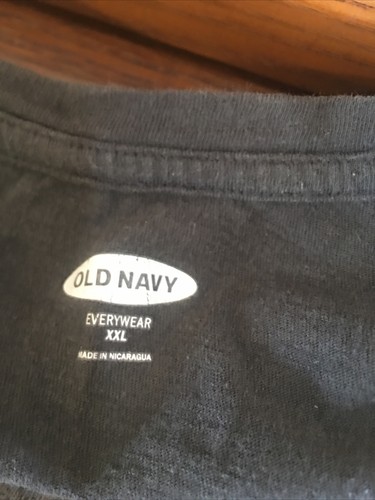 OLD NAVY
EVERYWEAR
XXL
MADE IN NICARAGUA